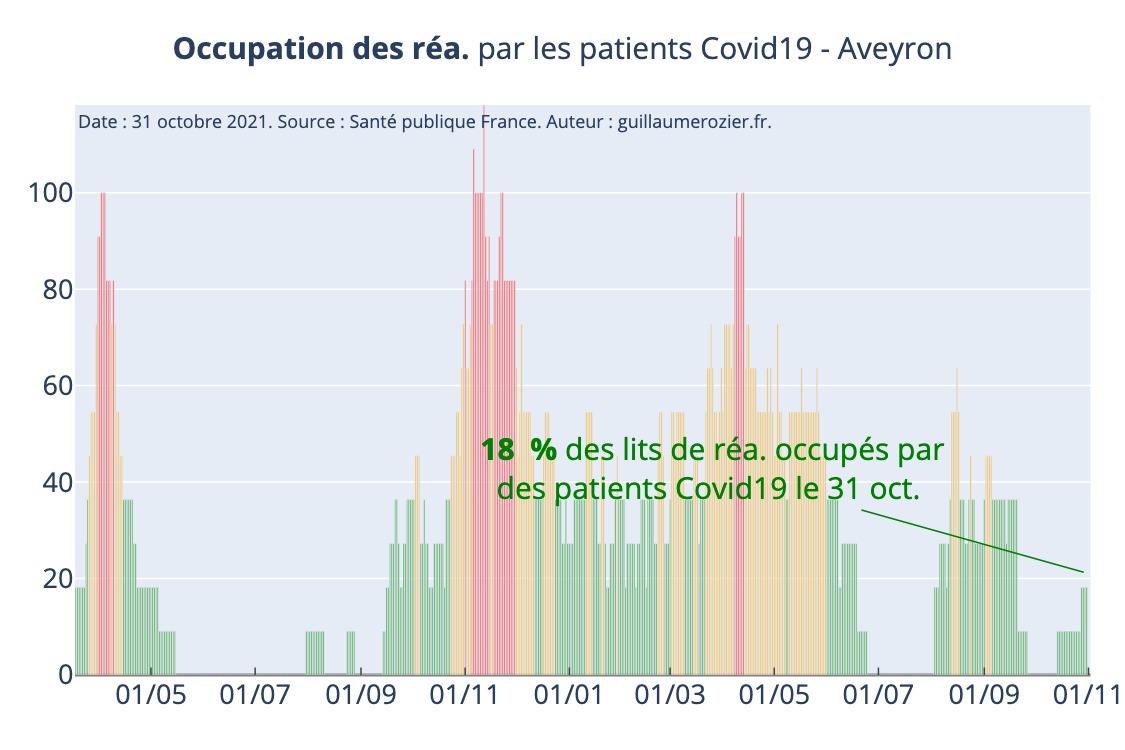 Occupation des réa. par les patients Covid19 - Aveyron
Date : 31 octobre 2021. Source : Santé publique France. Auteur : guillaumerozier.fr.
100
80
60
18 % des lits de réa. occupés par
des patients Covid19 le 31 oct.
40
20
0
01/05 01/07 01/09 01/11 01/01 01/03 01/05 01/07 01/09 01/11